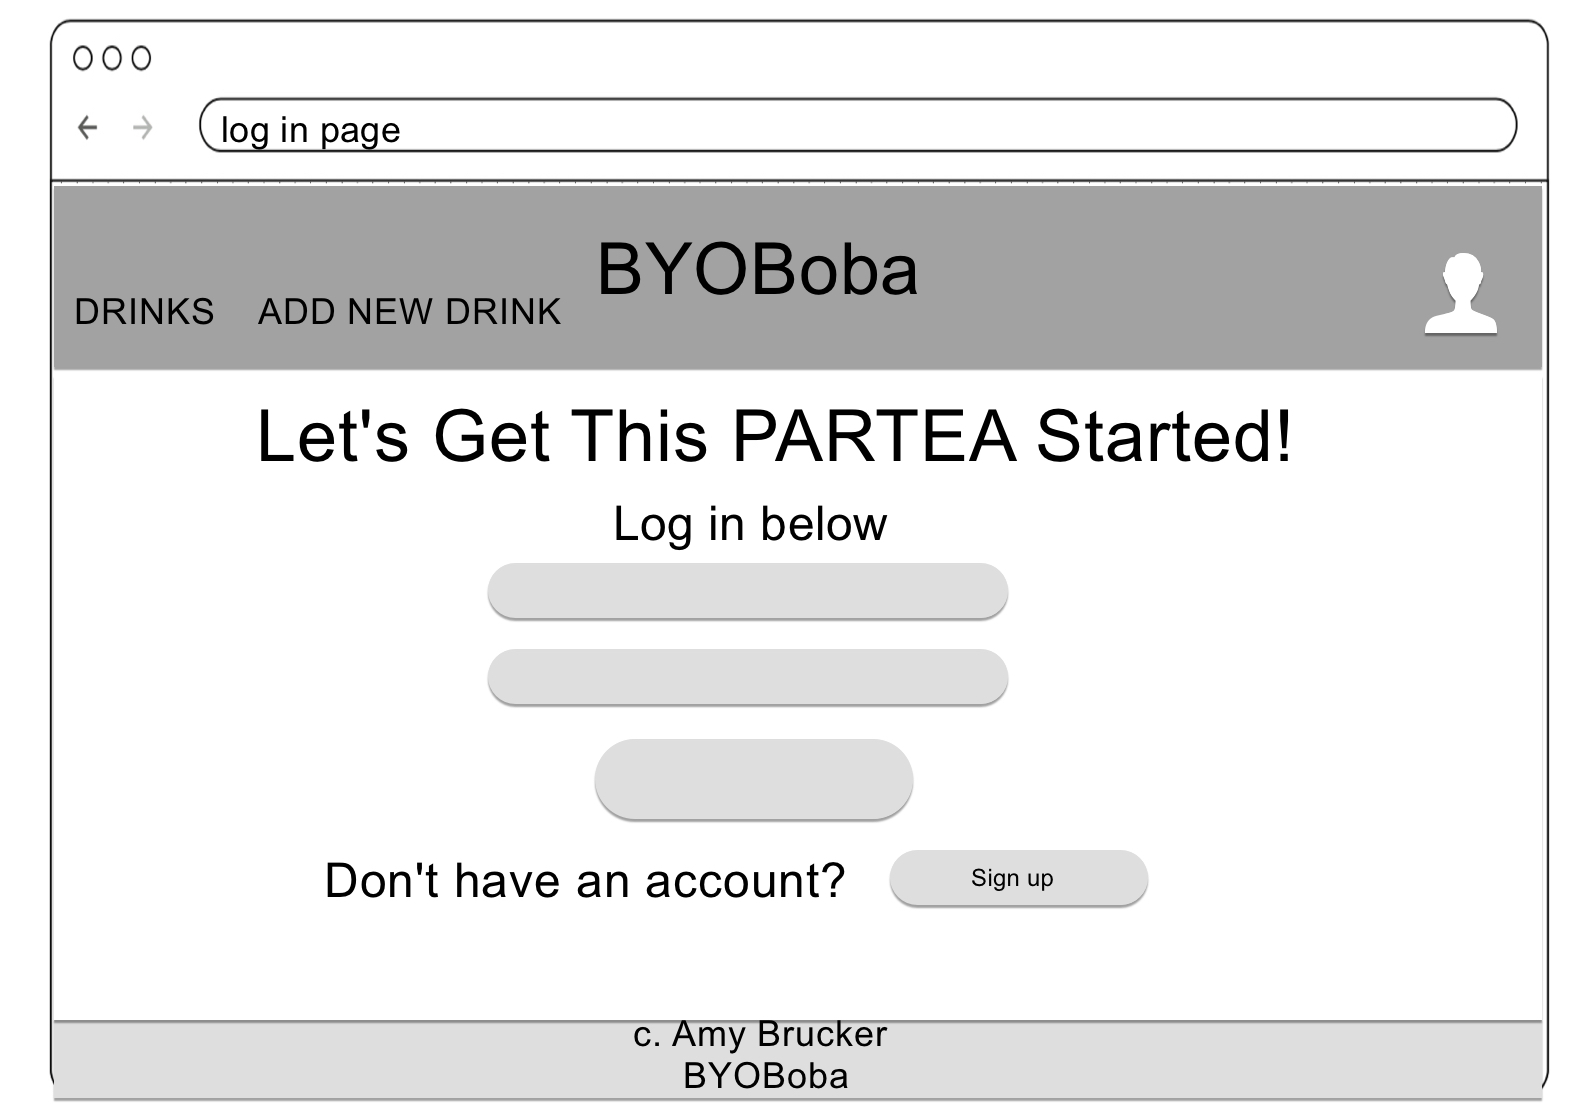 log in page
BYOBoba
DRINKS ADD NEW DRINK
Let's Get This PARTEA Started!
Log in below
Don't have an account? Sign up
c. Amy Brucker
BYOBoba